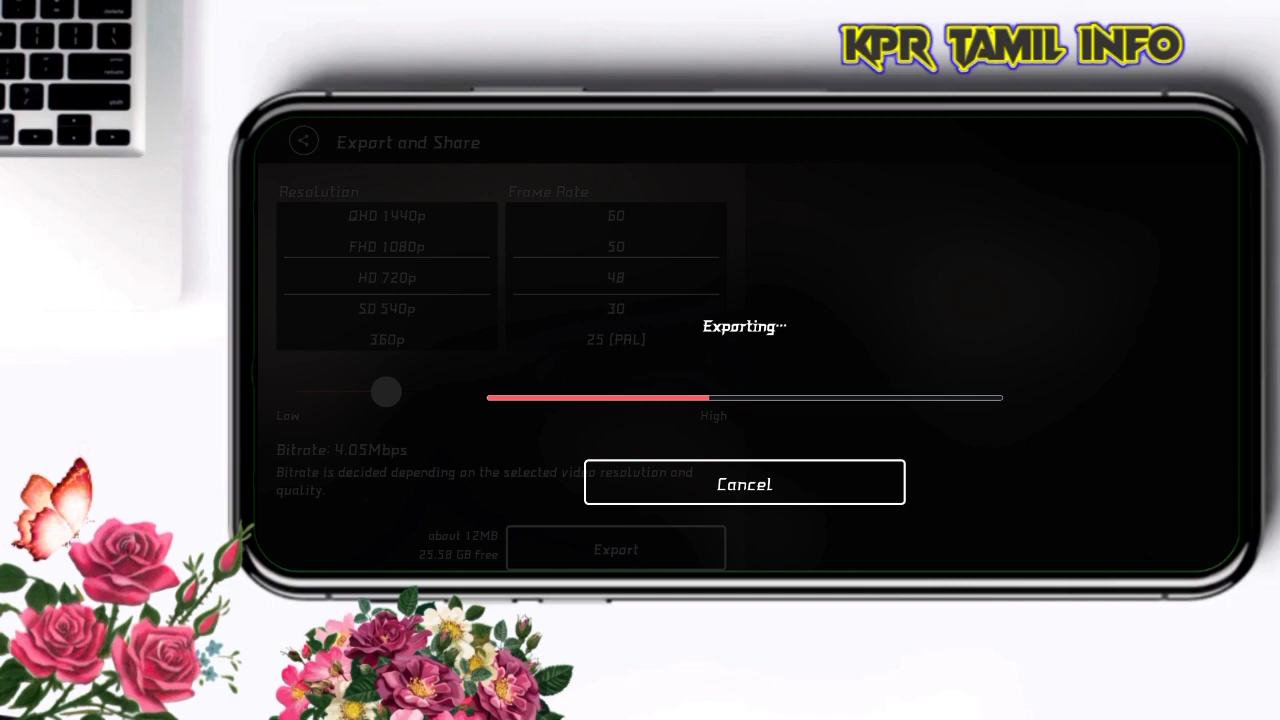 KPR TAMIL INFO
Export and Share
Resolution
Frame Rate
QHD 1440p
60
FHD 1080p
50
HD 720p
48
SD 540p
30
360p
25 [PAL]
Exporting...
Low
High
Bitrate: 4.05Mbps
Bitrate is decided depending on the selected video resolution and
quality.
Cancel
about 12MB
25.58 GB free
Export
return
shift